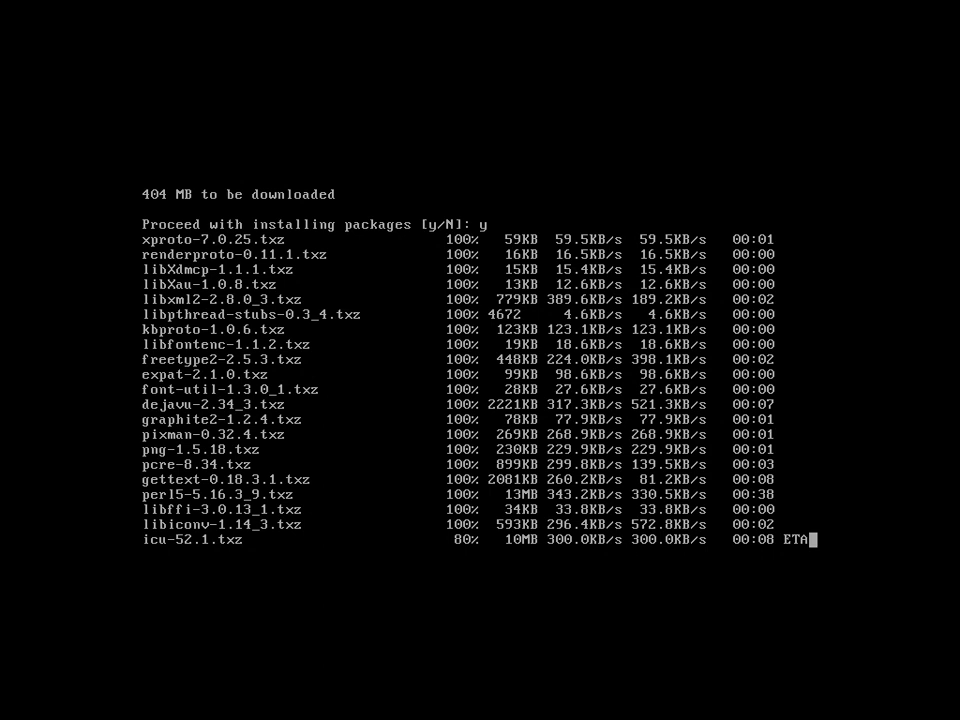 404 MB to be downloaded
Proceed with installing packages [y/N]: y
xproto-7.0.25.txz 100% 59KB 59.5KB/s 59.5KB/s 00:01
renderproto-0.11.1.txz 100% 16KB 16.5KB/s 16.5KB/s 00:00
libXdmcp-1.1.1.txz 100% 15KB 15.4KB/s 15.4KB/s 00:00
libXau-1.0.8.txz 100% 13KB 12.6KB/s 12.6KB/s 00:00
libxml2-2.8.0_3.txz 100% 779KB 389.6KB/s 189.2KB/s 00:02
libpthread-stubs-0.3_4.txz 100% 4672 4.6KB/s 4.6KB/s 00:00
kbproto-1.0.6.txz 100% 123KB 123.1KB/s 123.1KB/s 00:00
libfontenc-1.1.2.txz 100% 19KB 18.6KB/s 18.6KB/s 00:00
freetype2-2.5.3.txz 100% 448KB 224.0KB/s 398.1KB/s 00:02
expat-2.1.0.txz 100% 99KB 98.6KB/s 98.6KB/s 00:00
font-util-1.3.0_1.txz 100% 28KB 27.6KB/s 27.6KB/s 00:00
dejavu-2.34_3.txz 100% 2221KB 317.3KB/s 521.3KB/s 00:07
graphite2-1.2.4.txz 100% 78KB 77.9KB/s 77.9KB/s 00:01
pixman-0.32.4.txz 100% 269KB 268.9KB/s 268.9KB/s 00:01
png-1.5.18.txz 100% 230KB 229.9KB/s 229.9KB/s 00:01
pcre-8.34.txz 100% 899KB 299.8KB/s 139.5KB/s 00:03
gettext-0.18.3.1.txz 100% 2081KB 260.2KB/s 81.2KB/s 00:08
perl5-5.16.3_9.txz 100% 13MB 343.2KB/s 330.5KB/s 00:38
libffi-3.0.13_1.txz 100% 34KB 33.8KB/s 33.8KB/s 00:00
libiconv-1.14_3.txz 100% 593KB 296.4KB/s 572.8KB/s 00:02
icu-52.1.txz 80% 10MB 300.0KB/s 300.0KB/s 00:08 ETA